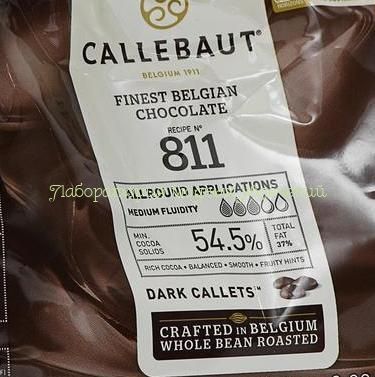 CALLEBAUT
BELGIUM 1911
FINEST BELGIAN
CHOCOLATE
RECIPE Nº
811
ALLROUND APPLICATIONS
MEDIUM FLUIDITY
MIN.
COCOA
SOLIDS
54.5%
TOTAL
FAT
37%
RICH COCOA • BALANCED • SMOOTH • FRUITY HINTS
DARK CALLETS™
CRAFTED IN BELGIUM
WHOLE BEAN ROASTED